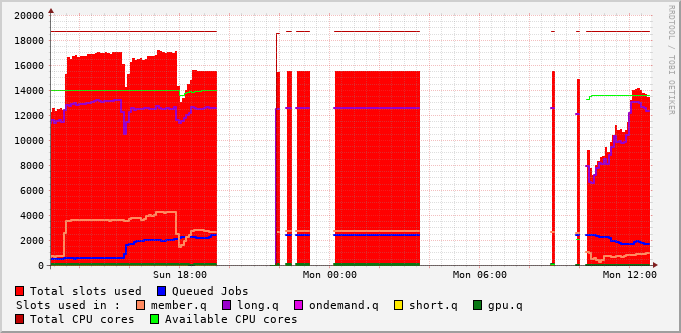 20000
18000
16000
14000
12000
10000
8000
6000
4000
2000
0
Sun 18:00 Mon 00:00 Mon 06:00 Mon 12:00
RRDTOOL / TOBI OETIKER
Total slots used Queued Jobs
Slots used in : member.q long.q ondemand.q short.q gpu.q
Total CPU cores Available CPU cores